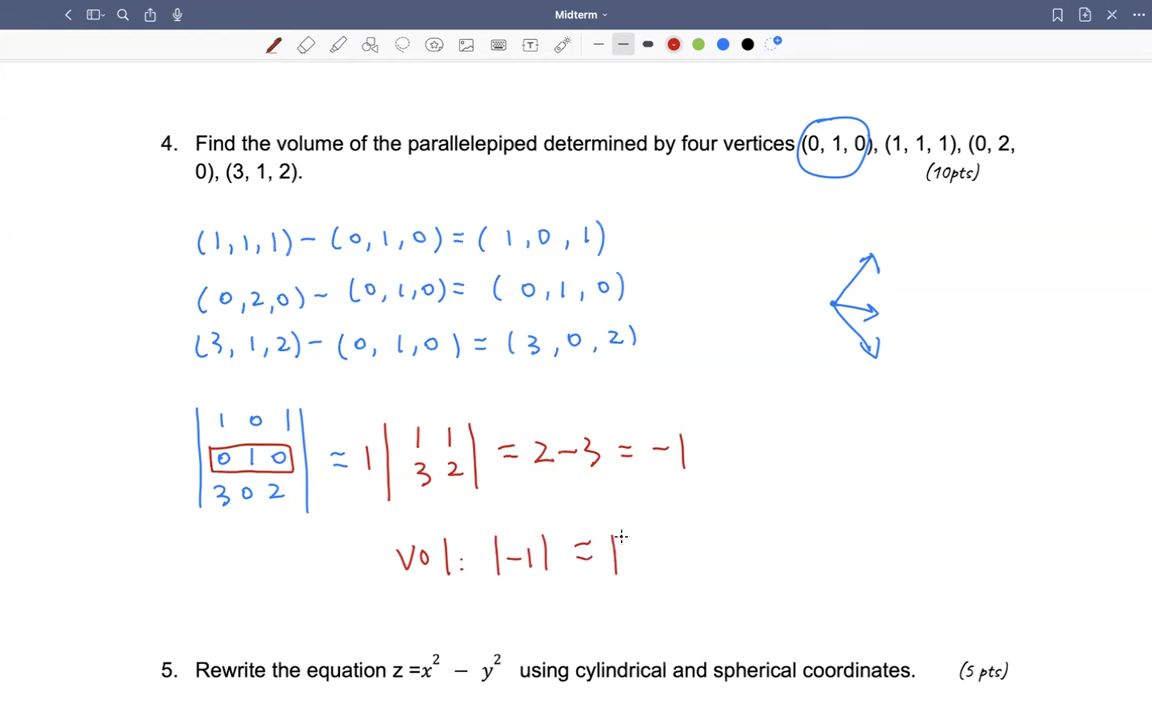 Midterm
4. Find the volume of the parallelepiped determined by four vertices (0, 1, 0), (1, 1, 1), (0, 2,
0), (3, 1, 2).
(10pts)
(1,1,1) - (0,1,0) = (1,0,1)
(0,2,0) - (0,1,0) = (0,1,0)
(3,1,2) - (0,1,0) = (3,0,2)
|1 0 1|
|0 1 0| = 1 |1 1| = 2-3 = -1
|3 0 2| |3 2|
Vol: |-1| = 1
5. Rewrite the equation z =x² − y² using cylindrical and spherical coordinates. (5 pts)